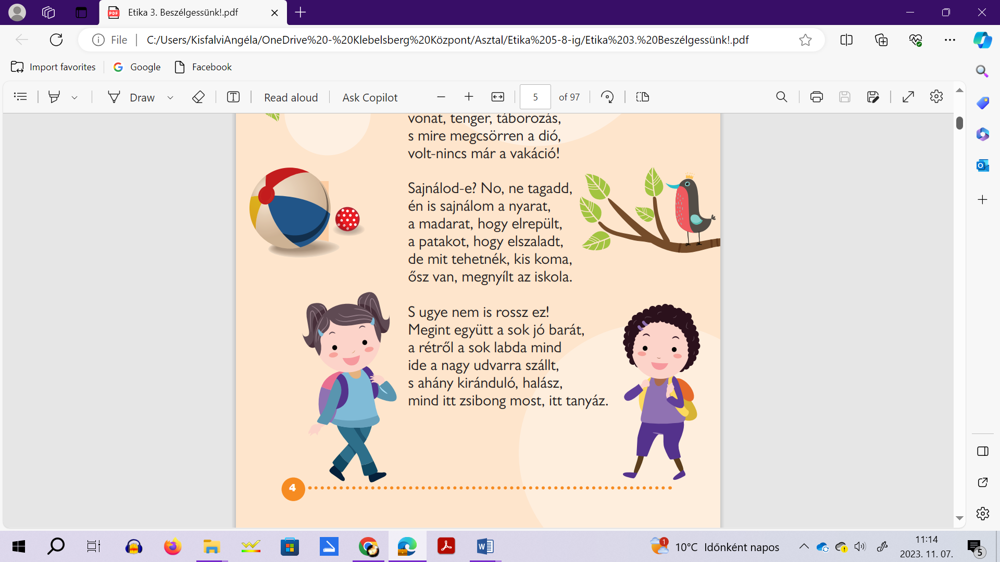 Etika 3. Beszélgessünk!.pdf
File
C:/Users/KisfalviAngéla/OneDrive%20-%20Klebelsberg%20Központ/Asztal/Etika%205-8-ig/Etika%203.%20Beszélgessünk!.pdf
Import favorites
Google
Facebook
Draw
Read aloud
Ask Copilot
5
of 97
vonat, tenger, táborozás,
s mire megcsörren a dió,
volt-nincs már a vakáció!
Sajnálod-e? No, ne tagadd,
én is sajnálom a nyarat,
a madarat, hogy elrepült,
a patakot, hogy elszaladt,
de mit tehetnék, kis koma,
ősz van, megnyílt az iskola.
S ugye nem is rossz ez!
Megint együtt a sok jó barát,
a rétről a sok labda mind
ide a nagy udvarra szállt,
s ahány kiránduló, halász,
mind itt zsibong most, itt tanyáz.
4
1
10°C Időnként napos
11:14
2023. 11. 07.
5